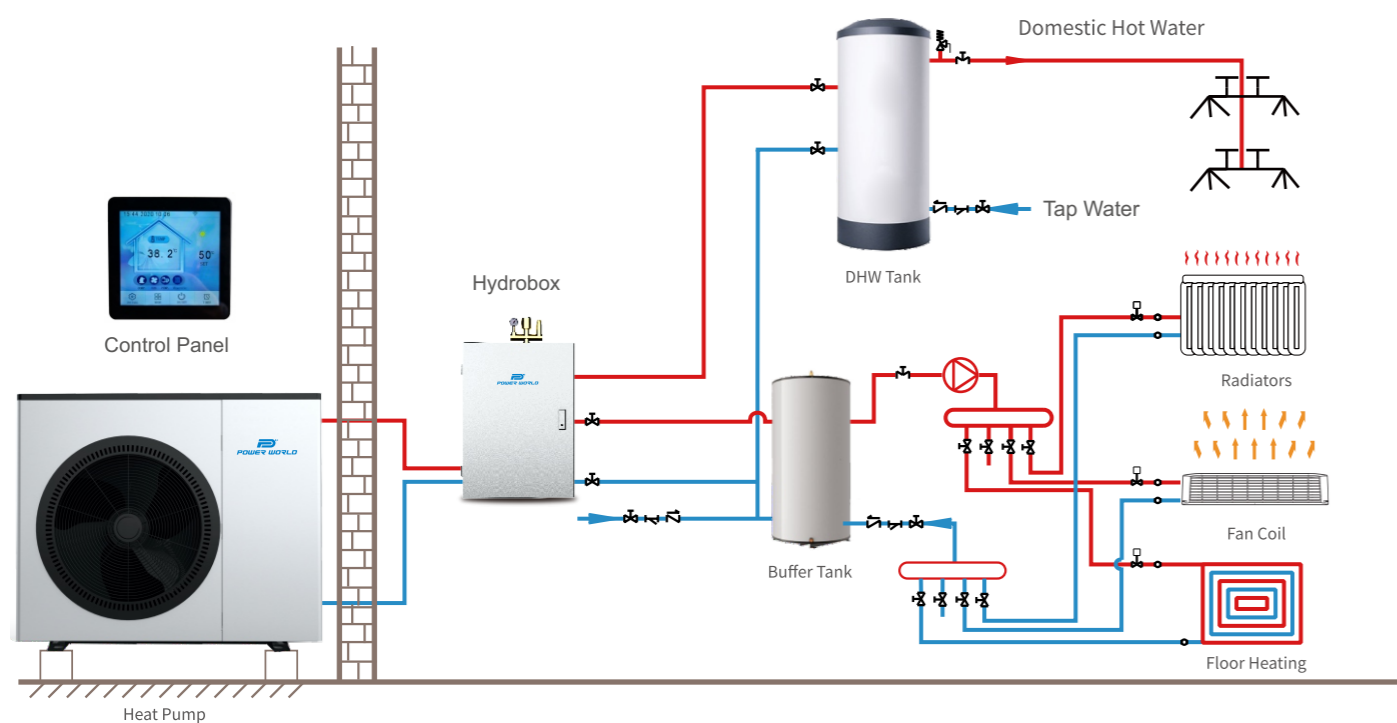 Domestic Hot Water
Tap Water
DHW Tank
38.2
50
Control Panel
Hydrobox
POWER WORLD
POWER WORLD
Buffer Tank
Radiators
Fan Coil
Floor Heating
Heat Pump